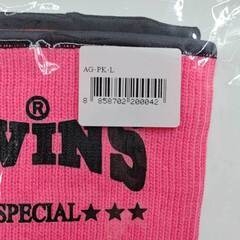 AG-PK-L
8 858702 200042
®
WINS
SPECIAL★★★